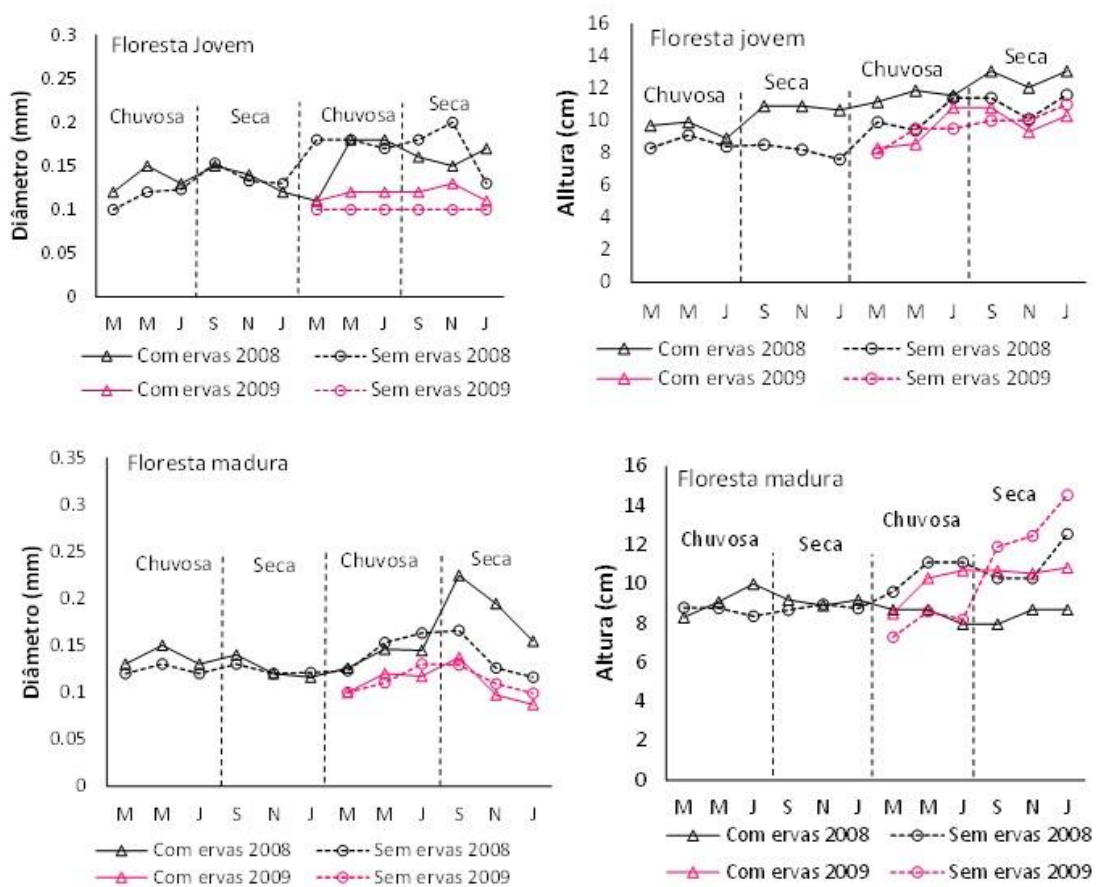 Floresta Jovem
Diâmetro (mm)
0.3
0.25
0.2
0.15
0.1
0.05
0
Chuvosa
Seca
Chuvosa
Seca
M M J S N J M M J S N J
Com ervas 2008 Sem ervas 2008
Com ervas 2009 Sem ervas 2009
Floresta jovem
Alltura (cm)
16
14
12
10
8
6
4
2
0
Chuvosa
Seca
Chuvosa
Seca
M M J S N J M M J S N J
Com ervas 2008 Sem ervas 2008
Com ervas 2009 Sem ervas 2009
Floresta madura
Diâmetro (mm)
0.35
0.3
0.25
0.2
0.15
0.1
0.05
0
Chuvosa
Seca
Chuvosa
Seca
M M J S N J M M J S N J
Com ervas 2008 Sem ervas 2008
Com ervas 2009 Sem ervas 2009
Floresta madura
Altura (cm)
16
14
12
10
8
6
4
2
0
Chuvosa
Seca
Chuvosa
Seca
M M J S N J M M J S N J
Com ervas 2008 Sem ervas 2008
Com ervas 2009 Sem ervas 2009